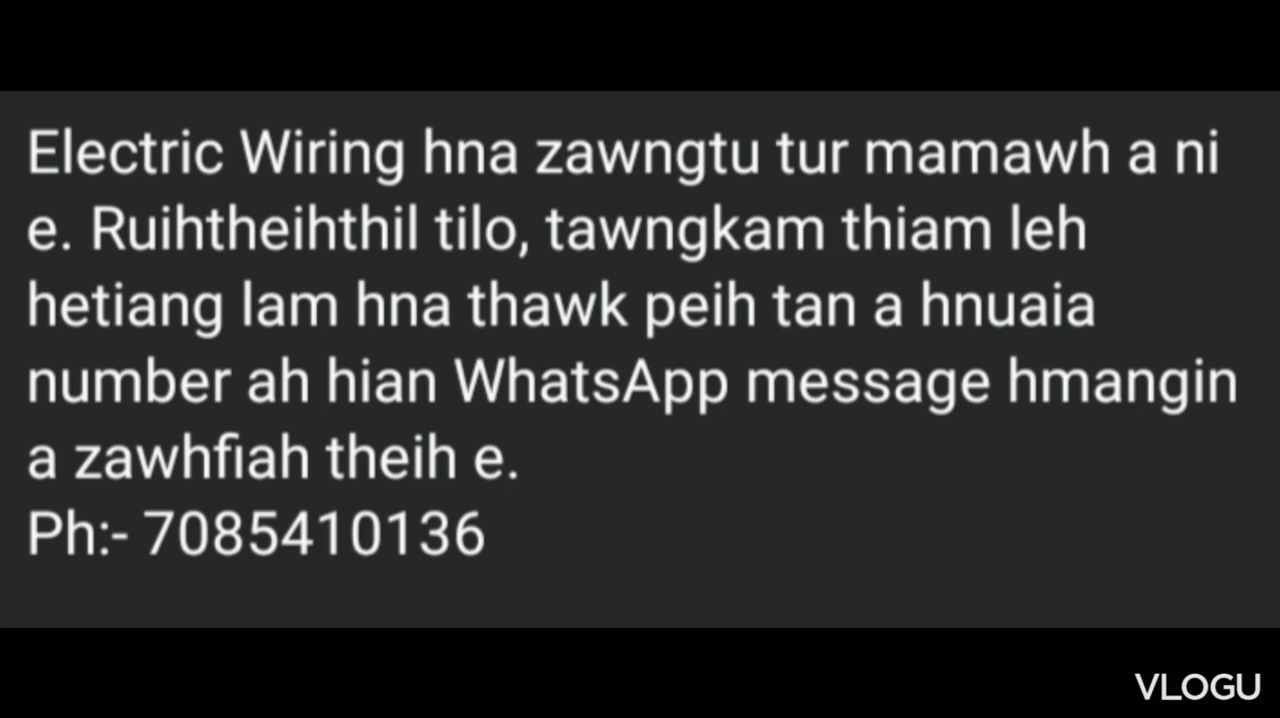 Electric Wiring hna zawngtu tur mamawh a ni
e. Ruihtheihthil tilo, tawngkam thiam leh
hetiang lam hna thawk peih tan a hnuaia
number ah hian WhatsApp message hmangin
a zawhfiah theih e.
Ph:- 7085410136
VLOGU